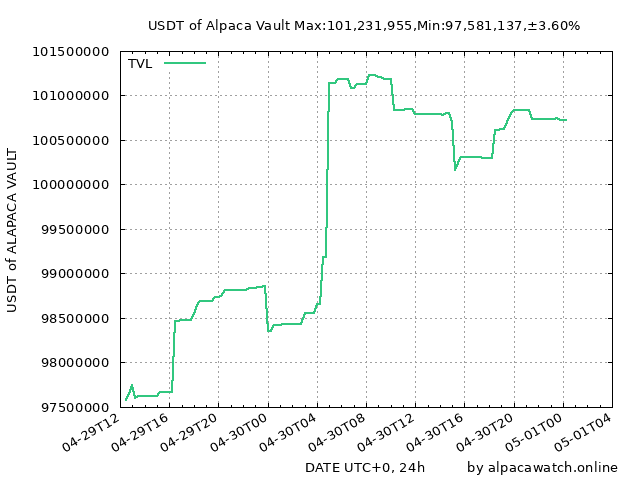 USDT of Alpaca Vault Max:101,231,955,Min:97,581,137,±3.60%
TVL
101500000
101000000
100500000
100000000
99500000
99000000
98500000
98000000
97500000
USDT of ALAPACA VAULT
04-29T12
04-29T16
04-29T20
04-30T00
04-30T04
04-30T08
04-30T12
04-30T16
04-30T20
05-01T00
05-01T04
DATE UTC+0, 24h
by alpacawatch.online